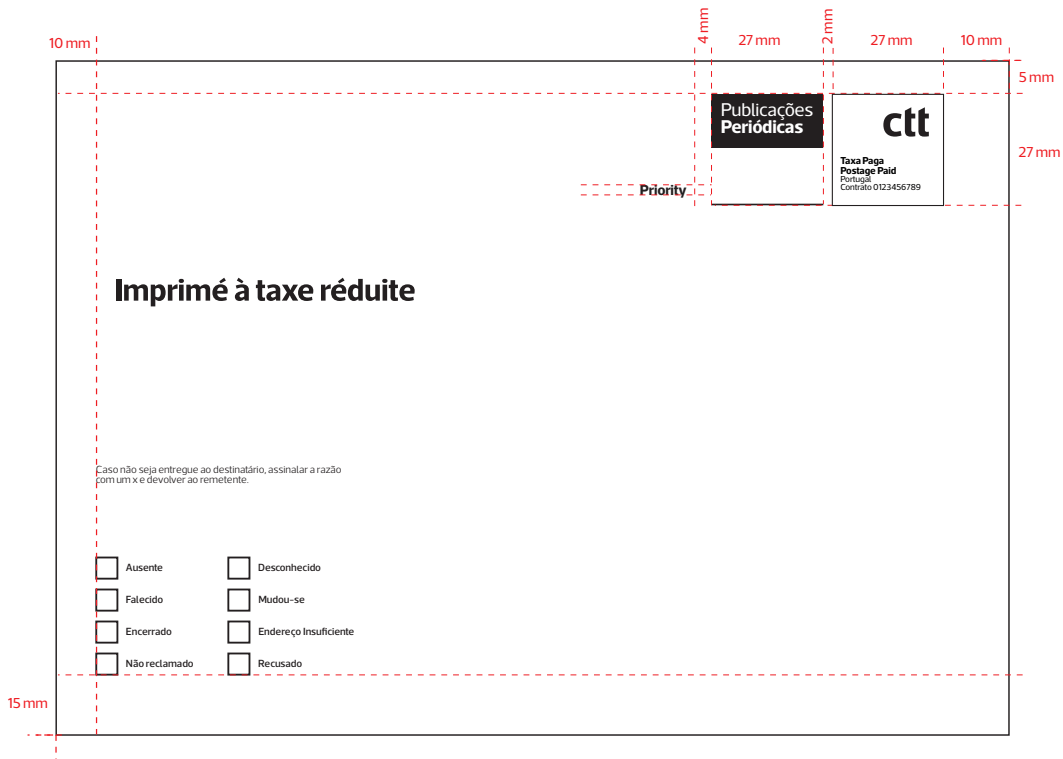 4 mm
2 mm
10 mm
27 mm
27 mm
10 mm
5 mm
Publicações
Periódicas
ctt
27 mm
Taxa Paga
Postage Paid
Portugal
Contrato 0123456789
Priority
Imprimé à taxe réduite
Caso não seja entregue ao destinatário, assinalar a razão
com um x e devolver ao remetente.
Ausente
Desconhecido
Falecido
Mudou-se
Encerrado
Endereço Insuficiente
Não reclamado
Recusado
15 mm